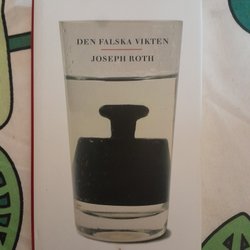 DEN FALSKA VIKTEN
JOSEPH ROTH